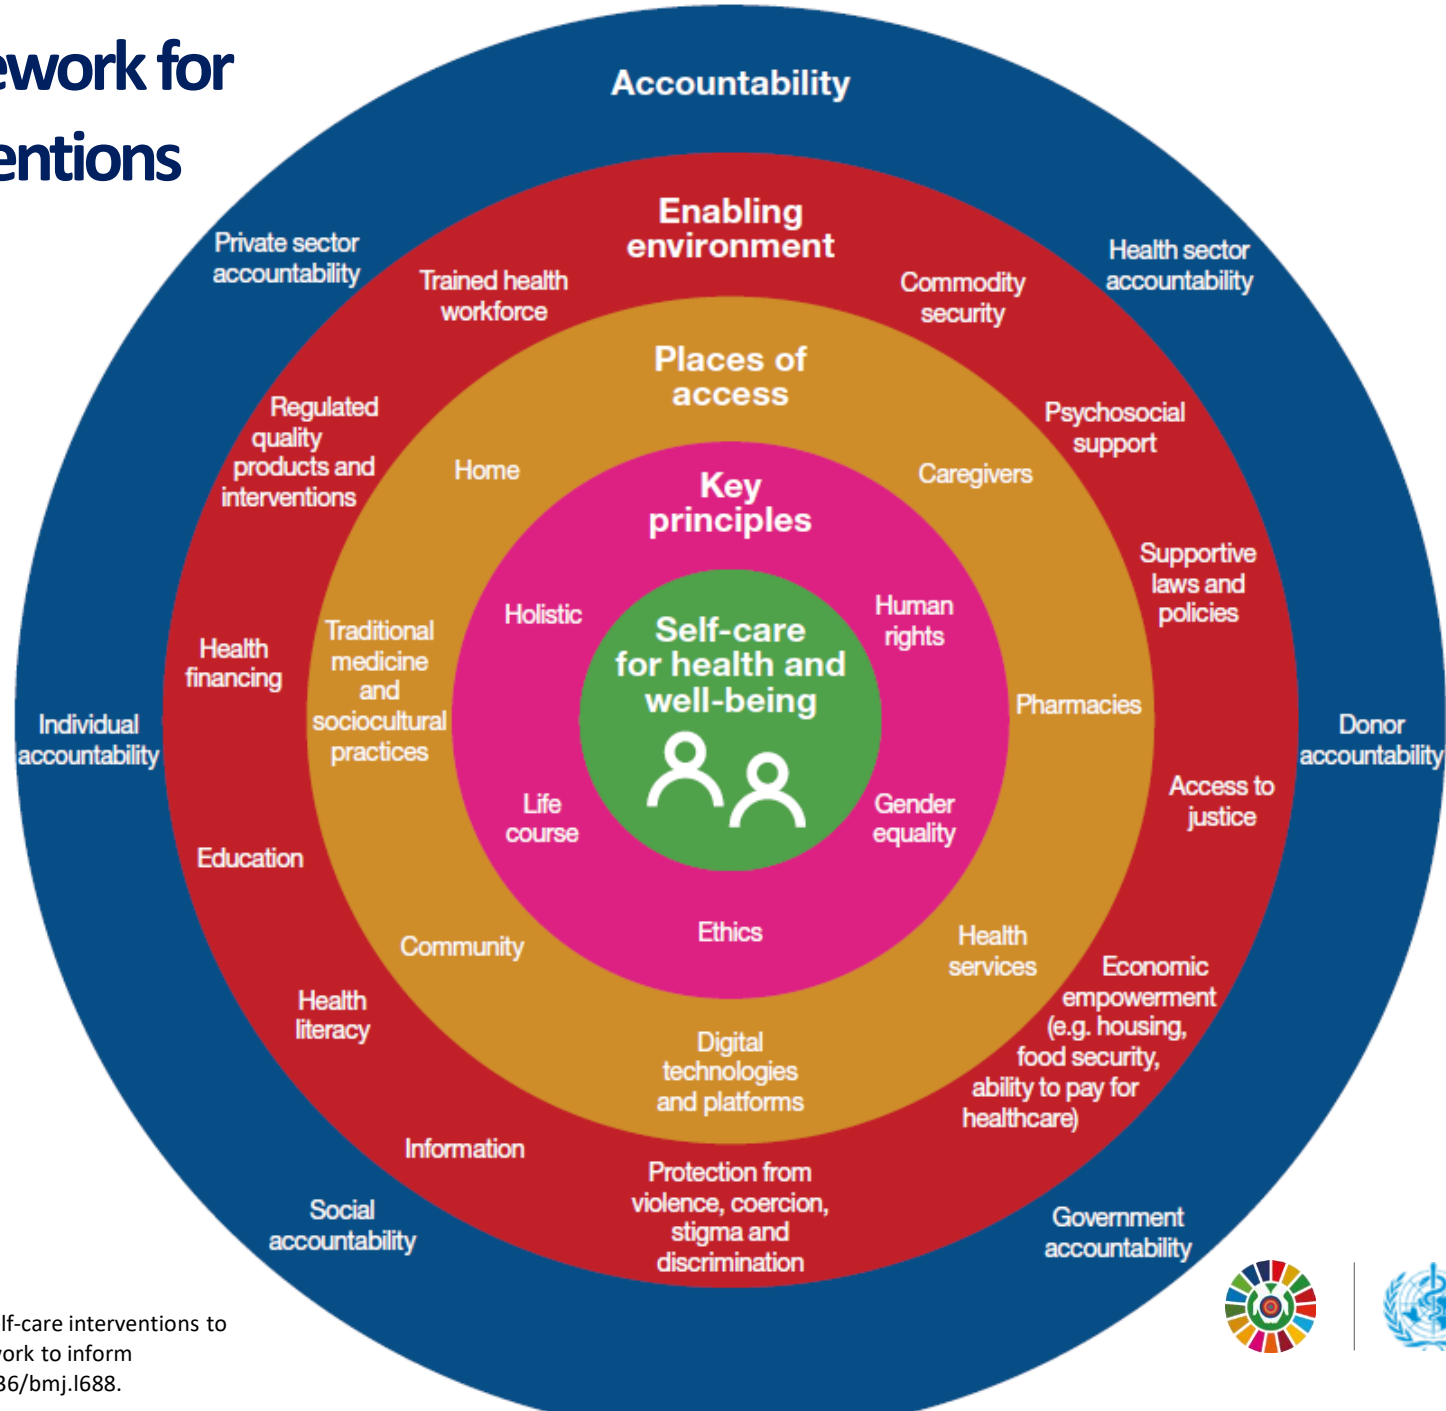 ework for
entions
Accountability
Private sector
accountability
Health sector
accountability
Individual
accountability
Donor
accountability
Social
accountability
Government
accountability
Enabling
environment
Trained health
workforce
Commodity
security
Regulated
quality
products and
interventions
Psychosocial
support
Supportive
laws and
policies
Health
financing
Access to
justice
Education
Health
literacy
Economic
empowerment
(e.g. housing,
food security,
ability to pay for
healthcare)
Information
Protection from
violence, coercion,
stigma and
discrimination
Places of
access
Home
Caregivers
Traditional
medicine
and
sociocultural
practices
Pharmacies
Community
Health
services
Digital
technologies
and platforms
Key
principles
Holistic
Human
rights
Life
course
Gender
equality
Ethics
Self-care
for health and
well-being
lf-care interventions to
work to inform
36/bmj.l688.